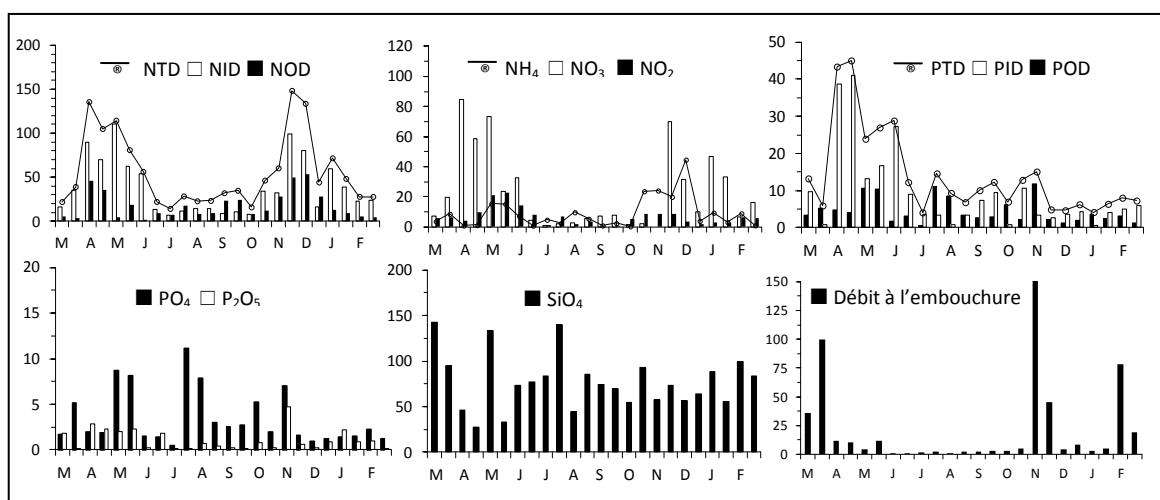 200
150
100
50
0
NTD NID NOD
M A M J J A S O N D J F
120
100
80
60
40
20
0
NH₄ NO₃ NO₂
M A M J J A S O N D J F
50
40
30
20
10
0
PTD PID POD
M A M J J A S O N D J F
20
15
10
5
0
PO₄ P₂O₅
M A M J J A S O N D J F
200
150
100
50
0
SiO₄
M A M J J A S O N D J F
150
125
100
75
50
25
0
Débit à l’embouchure
M A M J J A S O N D J F